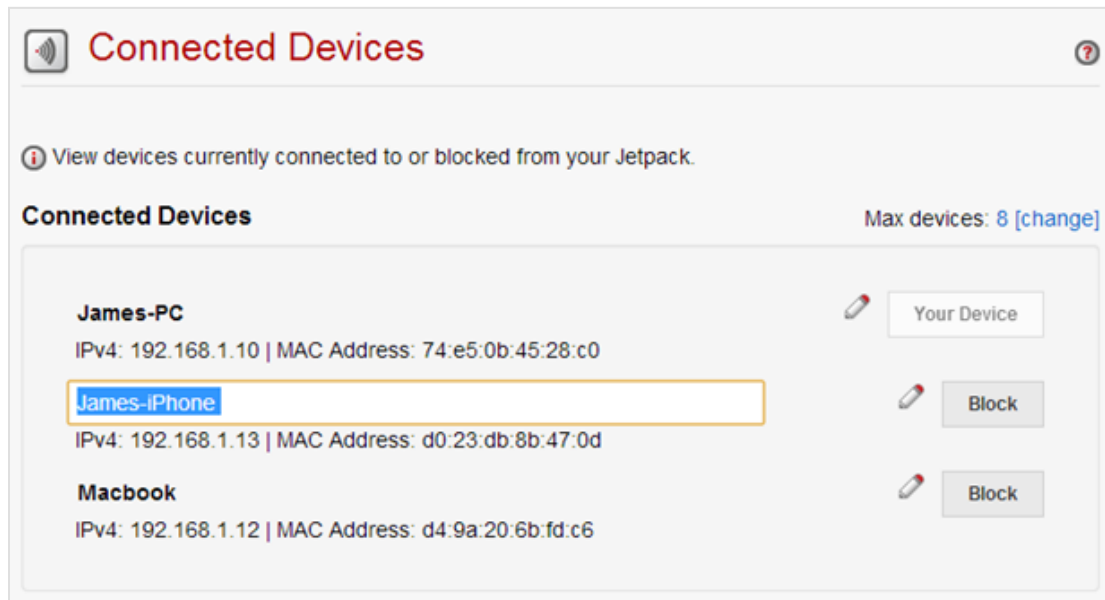 Connected Devices
View devices currently connected to or blocked from your Jetpack.
Connected Devices
Max devices: 8 [change]
James-PC
Your Device
IPv4: 192.168.1.10 | MAC Address: 74:e5:0b:45:28:c0
James-iPhone
Block
IPv4: 192.168.1.13 | MAC Address: d0:23:db:8b:47:0d
Macbook
Block
IPv4: 192.168.1.12 | MAC Address: d4:9a:20:6b:fd:c6